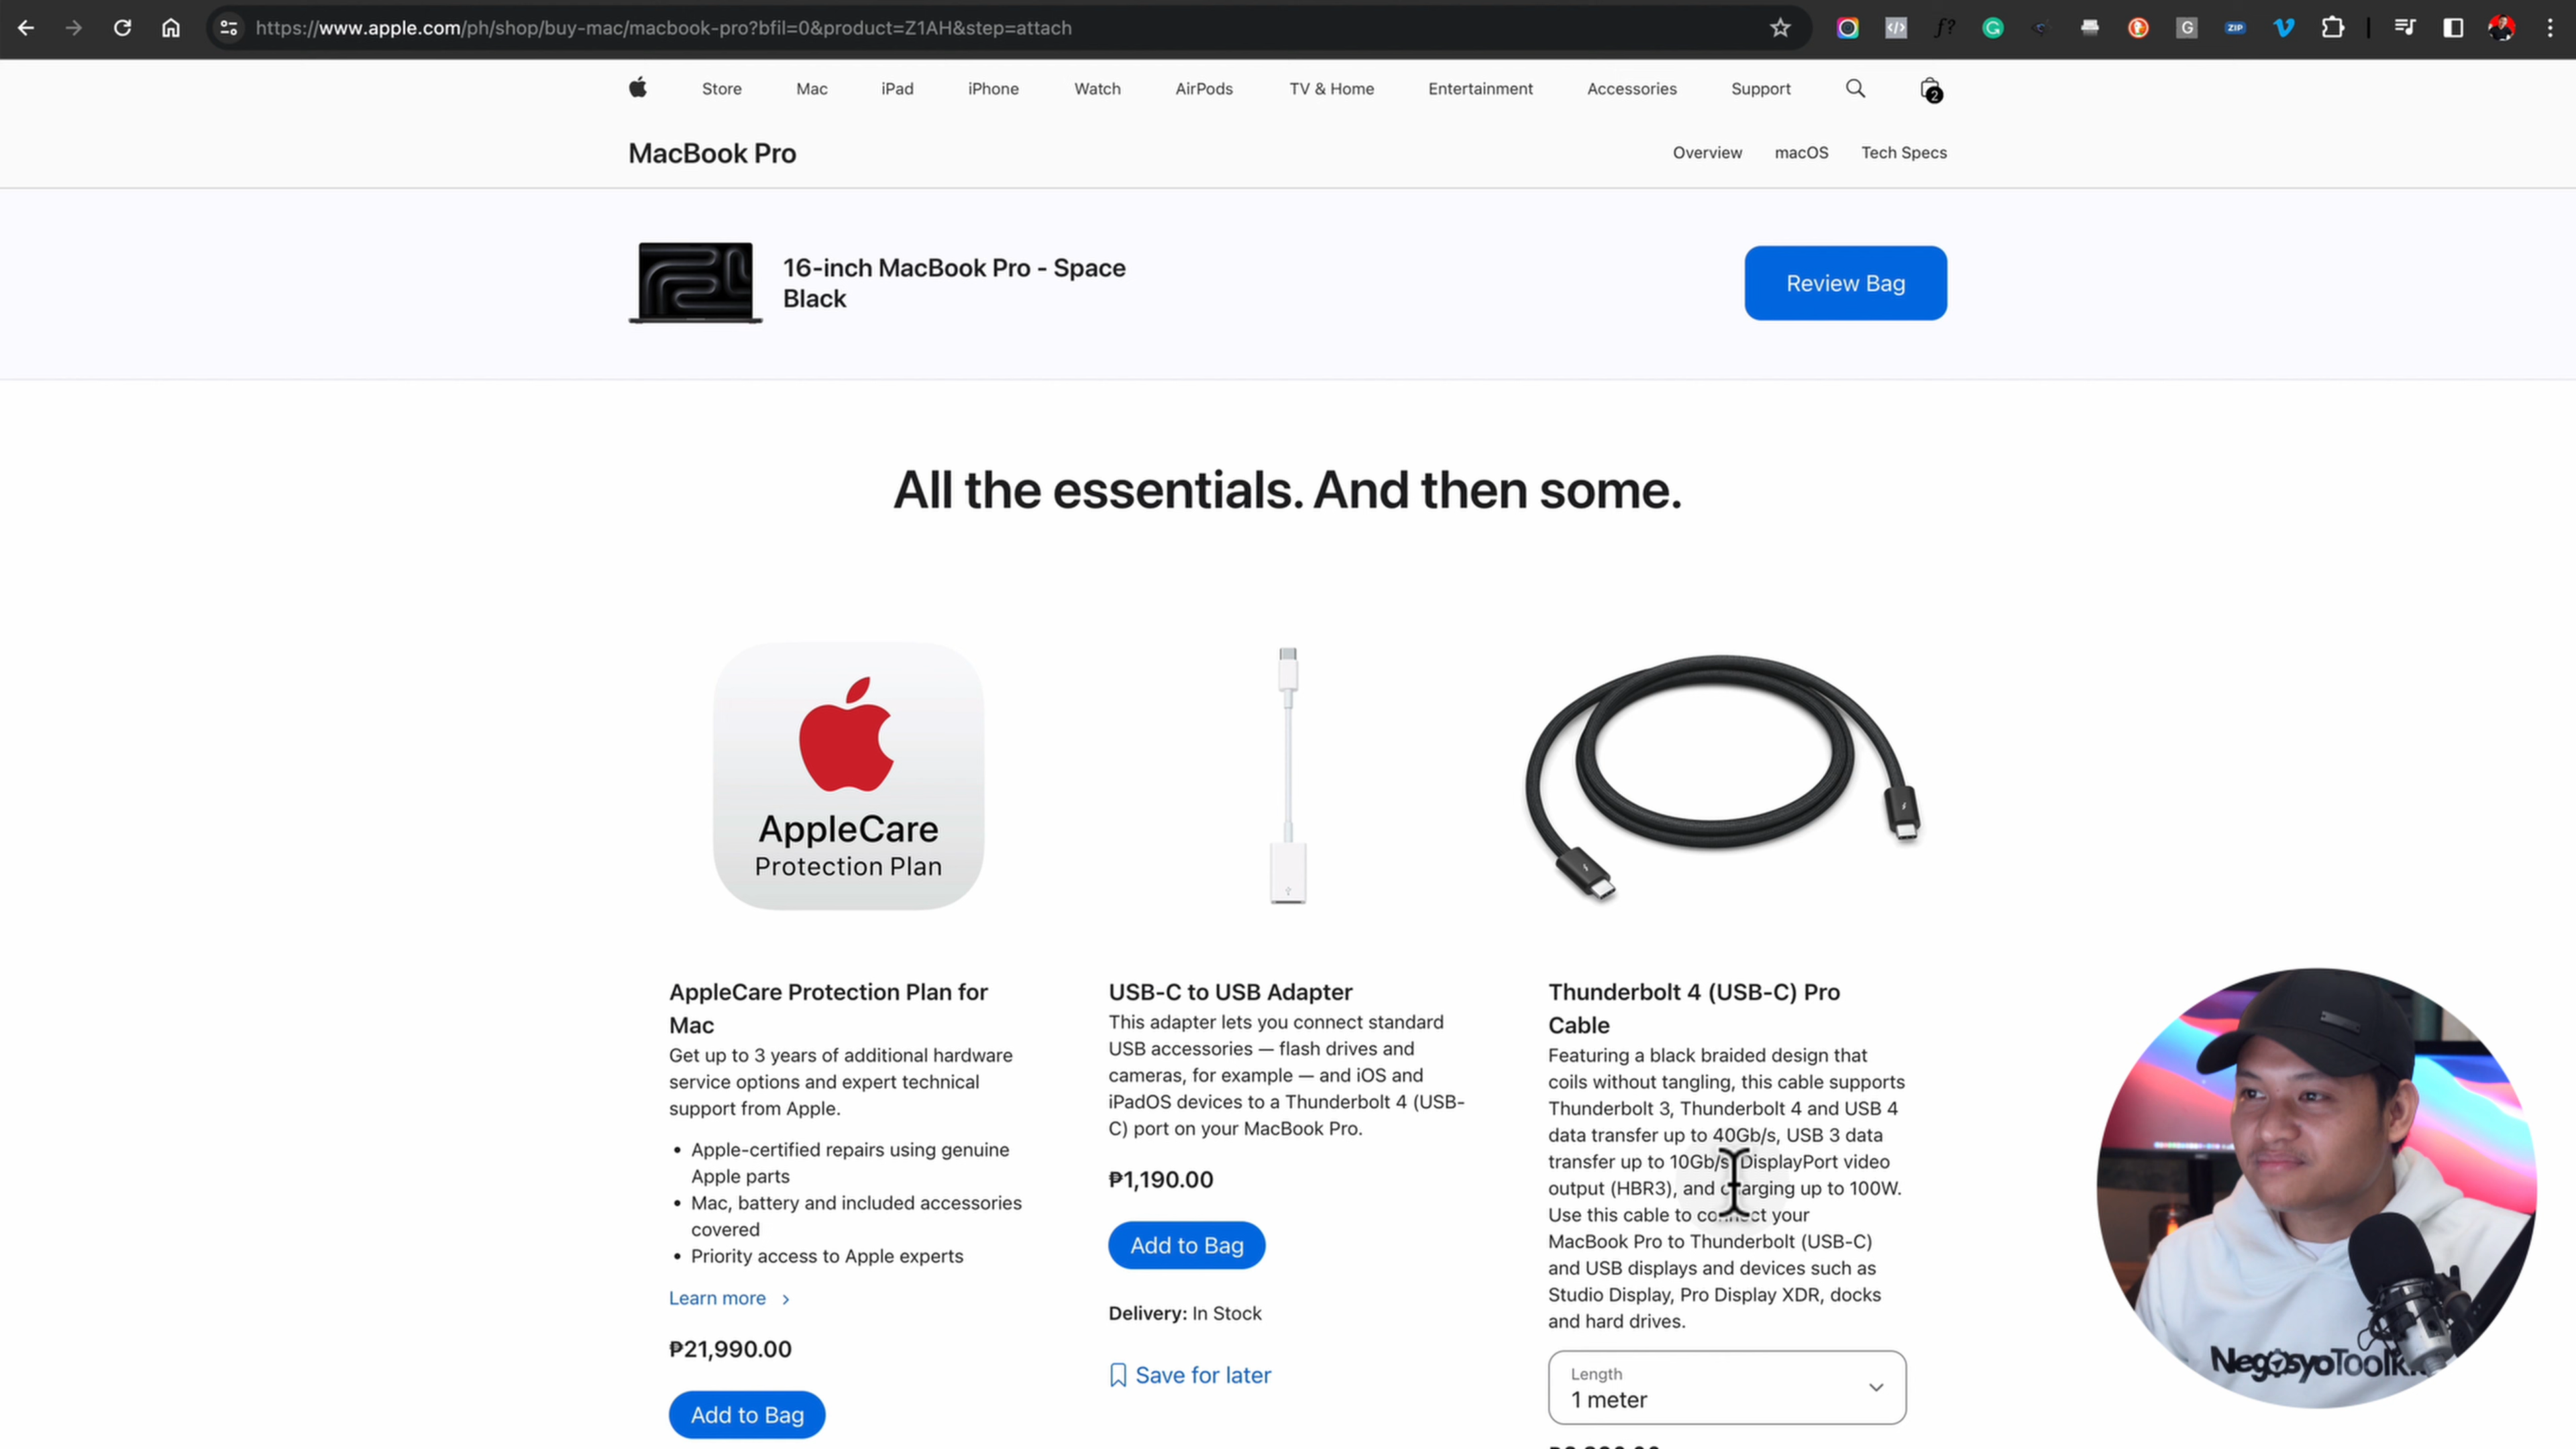 https://www.apple.com/ph/shop/buy-mac/macbook-pro?bfil=0&product=Z1AH&step=attach
Store Mac iPad iPhone Watch AirPods TV & Home Entertainment Accessories Support 2
MacBook Pro
Overview macOS Tech Specs
16-inch MacBook Pro - Space
Black
Review Bag
All the essentials. And then some.
AppleCare
Protection Plan
AppleCare Protection Plan for
Mac
Get up to 3 years of additional hardware
service options and expert technical
support from Apple.
• Apple-certified repairs using genuine
Apple parts
• Mac, battery and included accessories
covered
• Priority access to Apple experts
Learn more
₱21,990.00
Add to Bag
USB-C to USB Adapter
This adapter lets you connect standard
USB accessories — flash drives and
cameras, for example — and iOS and
iPadOS devices to a Thunderbolt 4 (USB-
C) port on your MacBook Pro.
₱1,190.00
Add to Bag
Delivery: In Stock
Save for later
Thunderbolt 4 (USB-C) Pro
Cable
Featuring a black braided design that
coils without tangling, this cable supports
Thunderbolt 3, Thunderbolt 4 and USB 4
data transfer up to 40Gb/s, USB 3 data
transfer up to 10Gb/s, DisplayPort video
output (HBR3), and charging up to 100W.
Use this cable to connect your
MacBook Pro to Thunderbolt (USB-C)
and USB displays and devices such as
Studio Display, Pro Display XDR, docks
and hard drives.
Length
1 meter